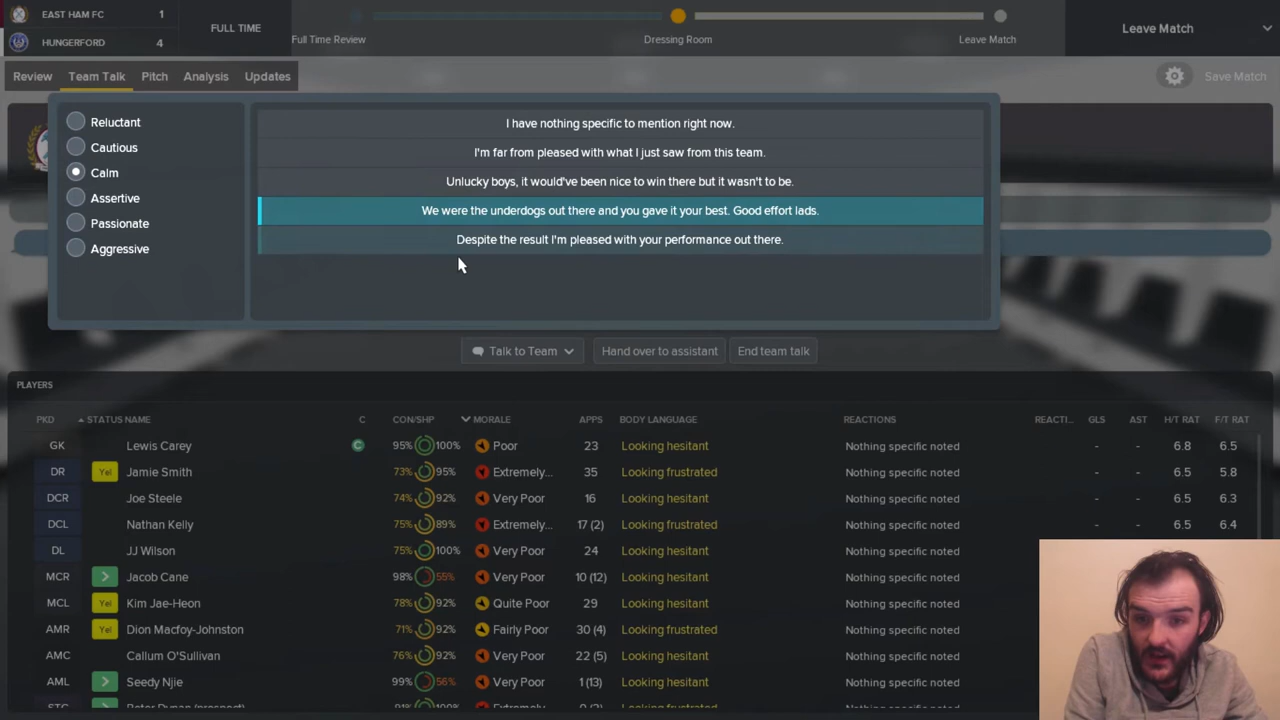 EAST HAM FC 1
HUNGERFORD 4
FULL TIME
Full Time Review
Dressing Room
Leave Match
Leave Match
Review Team Talk Pitch Analysis Updates
Save Match
Reluctant
Cautious
Calm
Assertive
Passionate
Aggressive
I have nothing specific to mention right now.
I'm far from pleased with what I just saw from this team.
Unlucky boys, it would've been nice to win there but it wasn't to be.
We were the underdogs out there and you gave it your best. Good effort lads.
Despite the result I'm pleased with your performance out there.
Talk to Team Hand over to assistant End team talk
PLAYERS
PKD STATUS NAME C CON/SHP MORALE APPS BODY LANGUAGE REACTIONS REACTI... GLS AST H/T RAT F/T RAT
GK Lewis Carey C 95% 100% Poor 23 Looking hesitant Nothing specific noted - - 6.8 6.5
DR Yel Jamie Smith 73% 95% Extremely... 35 Looking frustrated Nothing specific noted - - 6.5 5.8
DCR Joe Steele 74% 92% Very Poor 16 Looking hesitant Nothing specific noted - - 6.5 6.3
DCL Nathan Kelly 75% 89% Extremely... 17 (2) Looking frustrated Nothing specific noted - - 6.5 6.4
DL JJ Wilson 75% 100% Very Poor 24 Looking hesitant Nothing specific noted
MCR Jacob Cane 98% 55% Very Poor 10 (12) Looking hesitant Nothing specific noted
MCL Yel Kim Jae-Heon 78% 92% Quite Poor 29 Looking hesitant Nothing specific noted
AMR Yel Dion Macfoy-Johnston 71% 92% Fairly Poor 30 (4) Looking frustrated Nothing specific noted
AMC Callum O'Sullivan 76% 92% Very Poor 22 (5) Looking hesitant Nothing specific noted
AML Seedy Njie 99% 56% Very Poor 1 (13) Looking hesitant Nothing specific noted